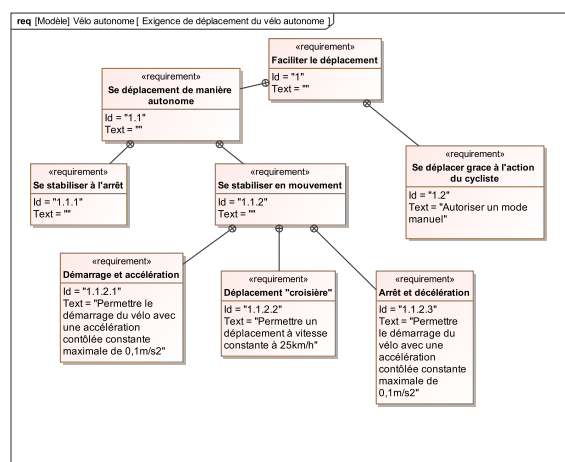 req [Modèle] Vélo autonome [ Exigence de déplacement du vélo autonome ]
«requirement»
Faciliter le déplacement
Id = "1"
Text = ""
«requirement»
Se déplacement de manière
autonome
Id = "1.1"
Text = ""
«requirement»
Se déplacer grace à l'action
du cycliste
Id = "1.2"
Text = "Autoriser un mode
manuel"
«requirement»
Se stabiliser à l'arrêt
Id = "1.1.1"
Text = ""
«requirement»
Se stabiliser en mouvement
Id = "1.1.2"
Text = ""
«requirement»
Démarrage et accélération
Id = "1.1.2.1"
Text = "Permettre le
démarrage du vélo avec
une accélération
contôlée constante
maximale de 0,1m/s2"
«requirement»
Déplacement "croisière"
Id = "1.1.2.2"
Text = "Permettre un
déplacement à vitesse
constante à 25km/h"
«requirement»
Arrêt et décélération
Id = "1.1.2.3"
Text = "Permettre
le démarrage du
vélo avec une
accélération
contôlée constante
maximale de
0,1m/s2"